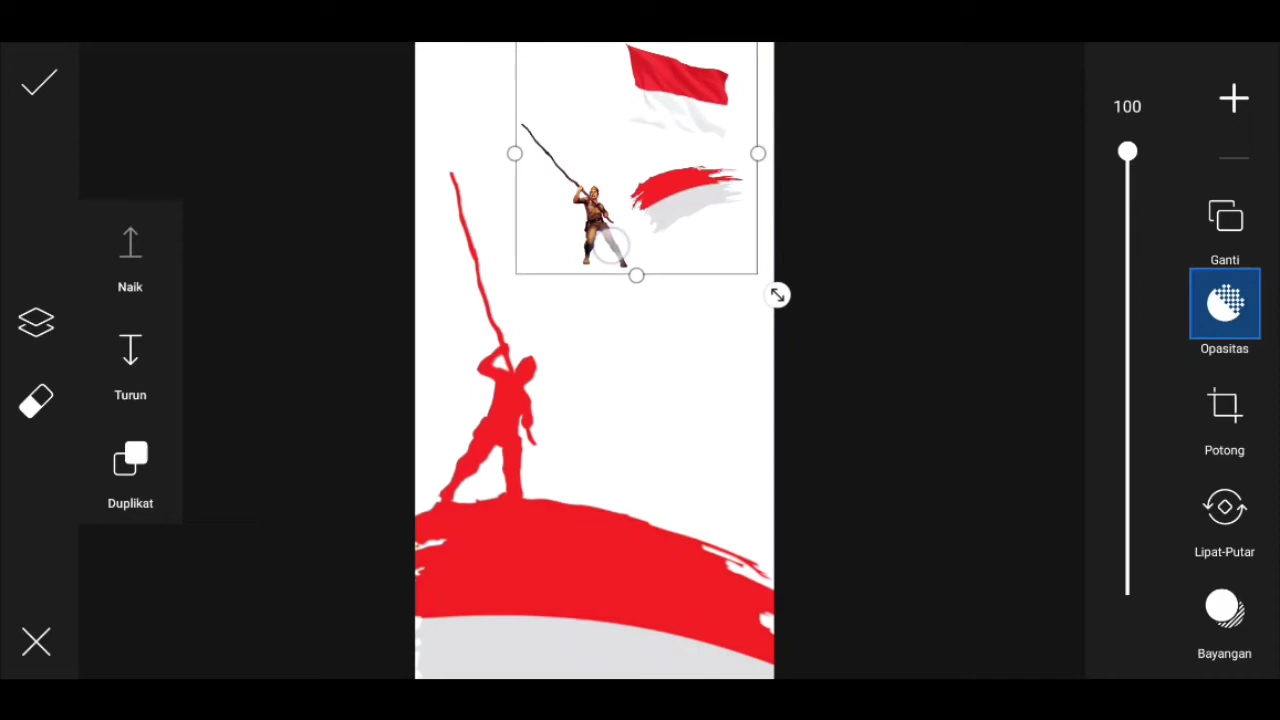 100
Naik
Turun
Duplikat
Ganti
Opasitas
Potong
Lipat-Putar
Bayangan